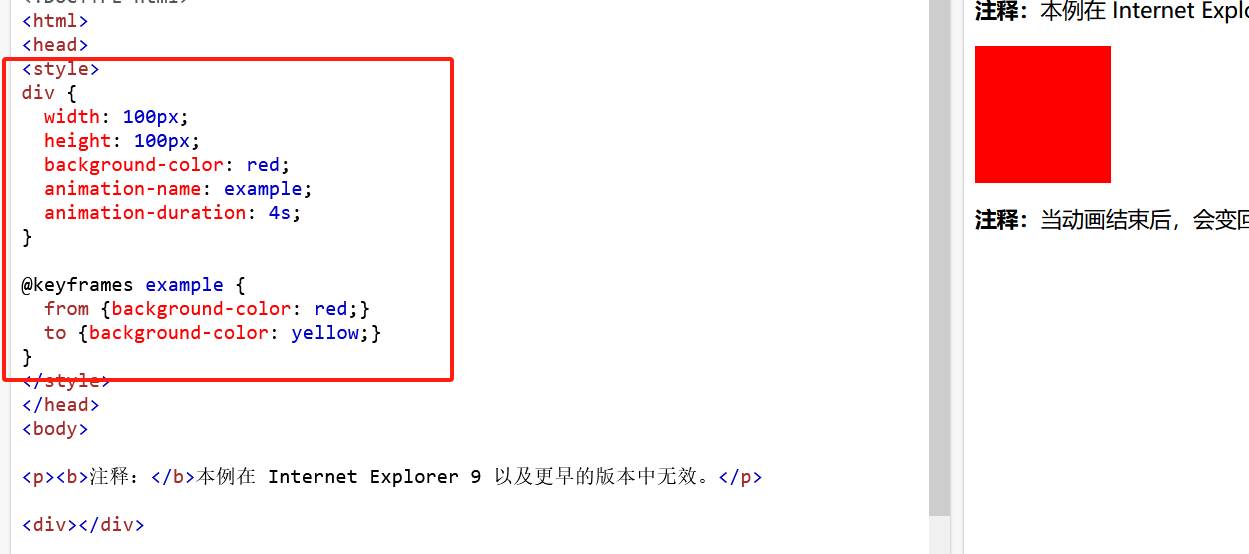 <!DOCTYPE html>
<html>
<head>
<style>
div {
  width: 100px;
  height: 100px;
  background-color: red;
  animation-name: example;
  animation-duration: 4s;
}
@keyframes example {
  from {background-color: red;}
  to {background-color: yellow;}
}
</style>
</head>
<body>
<p><b>注释：</b>本例在 Internet Explorer 9 以及更早的版本中无效。</p>
<div></div>
注释：本例在 Internet Explo
注释：当动画结束后，会变回